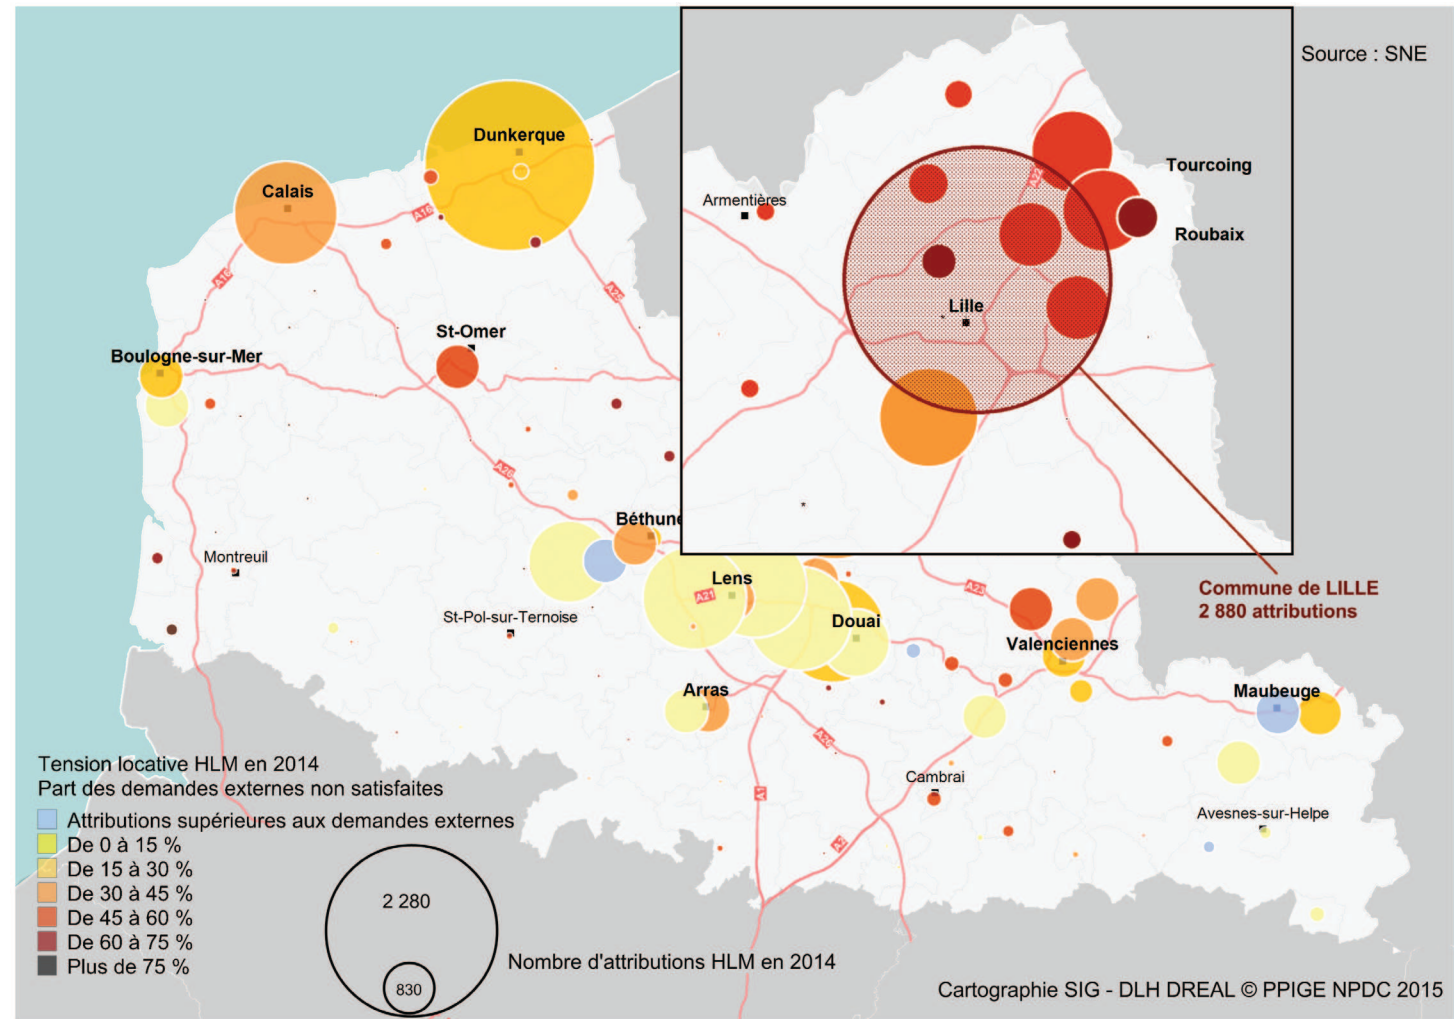 Source : SNE
Dunkerque
Calais
A16
A16
A25
St-Omer
Boulogne-sur-Mer
A26
Béthune
Montreuil
St-Pol-sur-Ternoise
Lens
A21
Douai
Arras
A26
A1
A2
Cambrai
A23
Valenciennes
Maubeuge
Avesnes-sur-Helpe
Armentières
A22
Tourcoing
Roubaix
Lille
Commune de LILLE
2 880 attributions
Tension locative HLM en 2014
Part des demandes externes non satisfaites
Attributions supérieures aux demandes externes
De 0 à 15 %
De 15 à 30 %
De 30 à 45 %
De 45 à 60 %
De 60 à 75 %
Plus de 75 %
2 280
830
Nombre d'attributions HLM en 2014
Cartographie SIG - DLH DREAL © PPIGE NPDC 2015